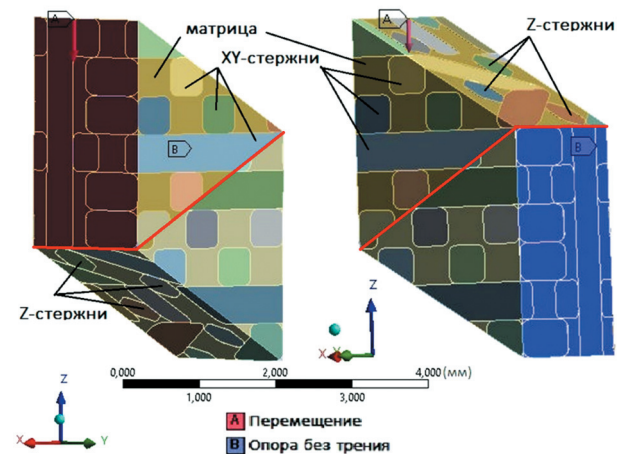 A
матрица
XY-стержни
B
Z-стержни
A
Z-стержни
B
Z
X
Y
0,000
2,000
4,000 (мм)
1,000
3,000
Z
X
Y
A Перемещение
B Опора без трения